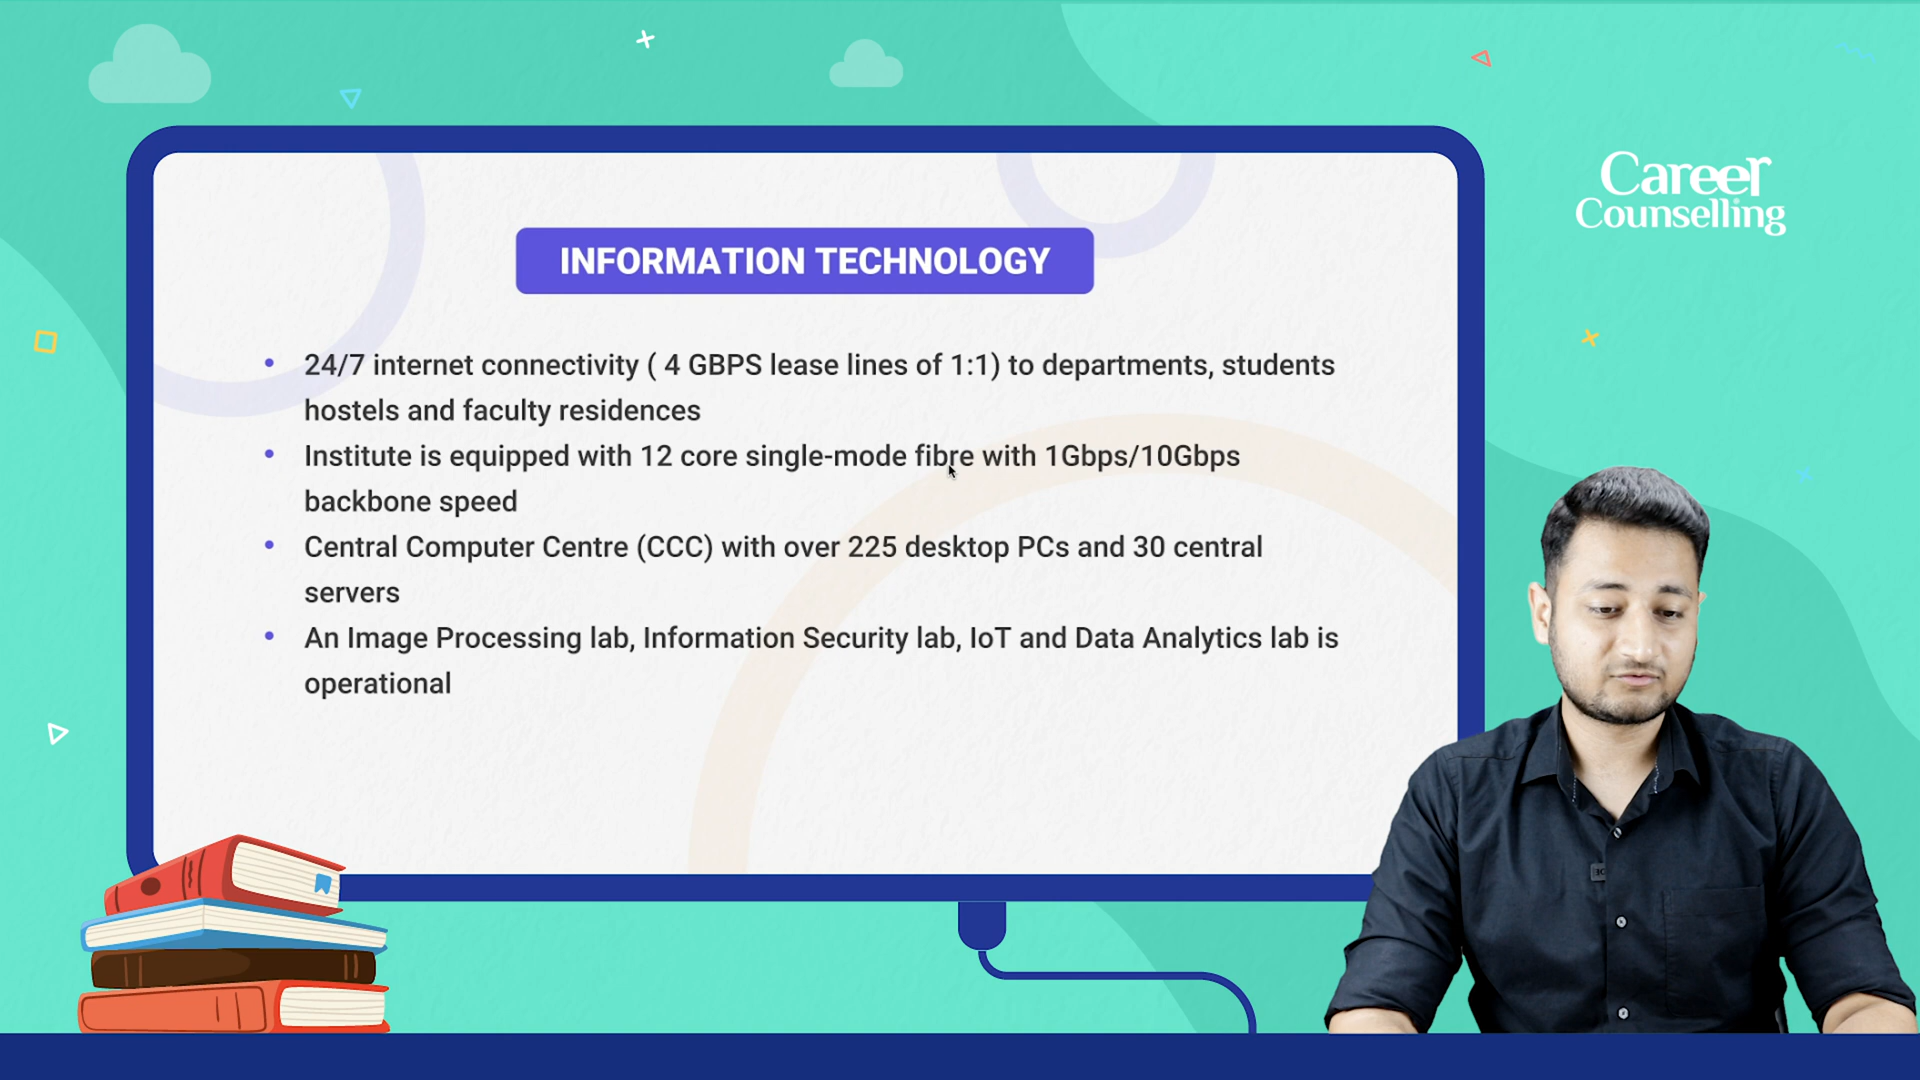 Career
Counselling
INFORMATION TECHNOLOGY
• 24/7 internet connectivity ( 4 GBPS lease lines of 1:1) to departments, students
hostels and faculty residences
• Institute is equipped with 12 core single-mode fibre with 1Gbps/10Gbps
backbone speed
• Central Computer Centre (CCC) with over 225 desktop PCs and 30 central
servers
• An Image Processing lab, Information Security lab, IoT and Data Analytics lab is
operational